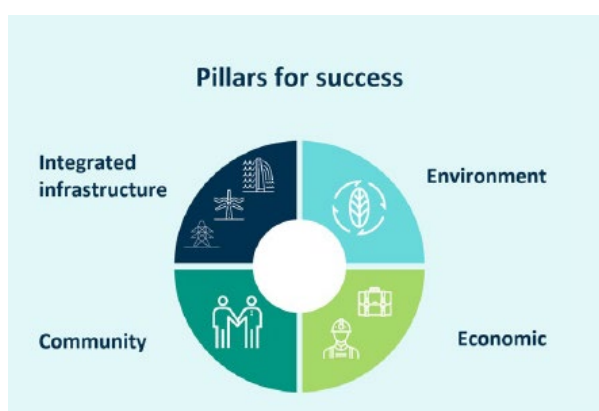 Pillars for success
Integrated
infrastructure
Environment
Community
Economic